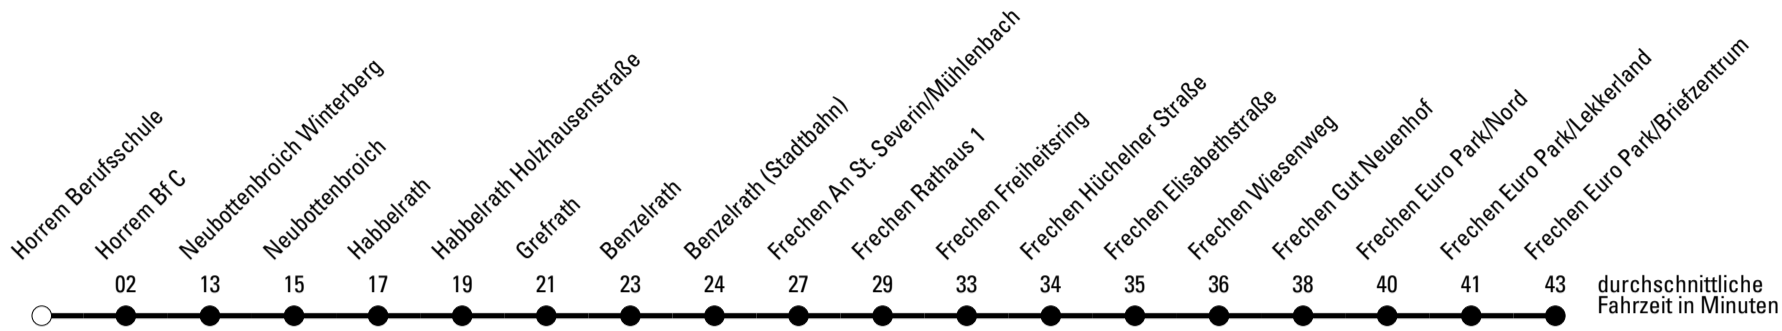 Horrem Berufsschule
Horrem Bf C
Neubottenbroich Winterberg
Neubottenbroich
Habbelrath
Habbelrath Holzhausenstraße
Grefrath
Benzelrath
Benzelrath (Stadtbahn)
Frechen An St. Severin/Mühlenbach
Frechen Rathaus 1
Frechen Freiheitsring
Frechen Hüchelner Straße
Frechen Elisabethstraße
Frechen Wiesenweg
Frechen Gut Neuenhof
Frechen Euro Park/Nord
Frechen Euro Park/Lekkerland
Frechen Euro Park/Briefzentrum
02 13 15 17 19 21 23 24 27 29 33 34 35 36 38 40 41 43
durchschnittliche
Fahrzeit in Minuten